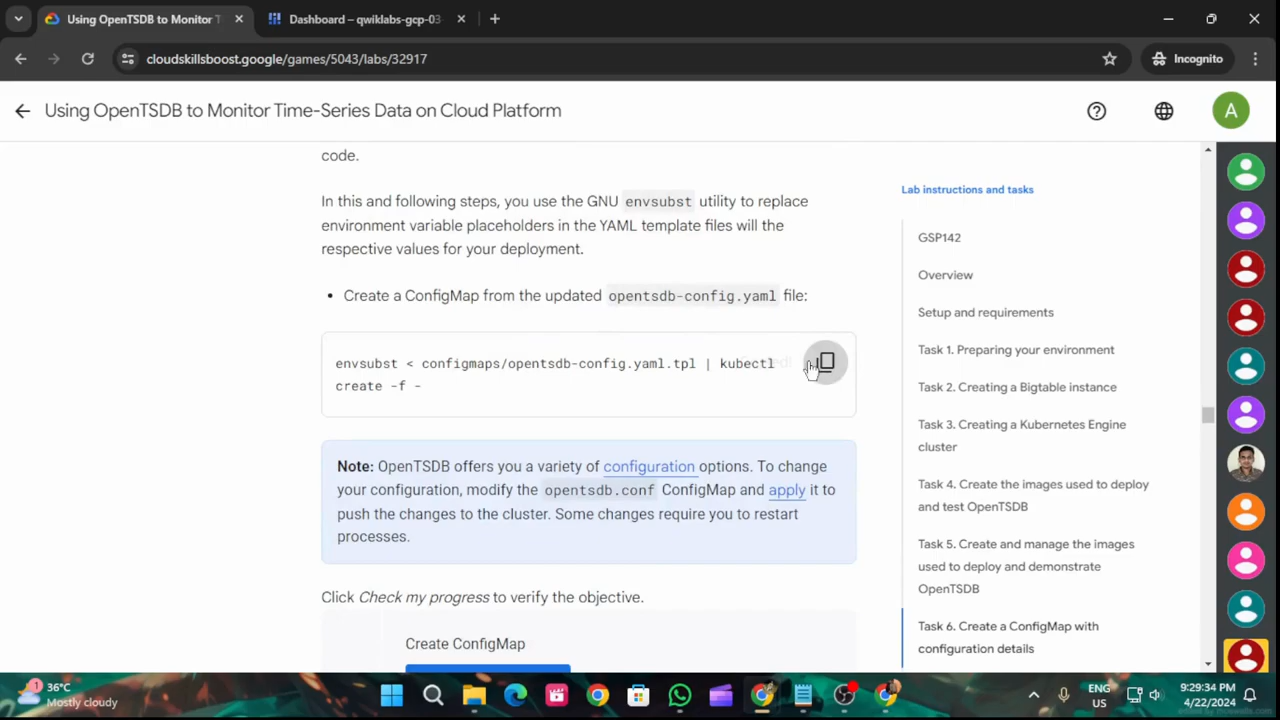 Using OpenTSDB to Monitor T
Dashboard – qwiklabs-gcp-03
cloudskillsboost.google/games/5043/labs/32917
Incognito
Using OpenTSDB to Monitor Time-Series Data on Cloud Platform
A
code.
In this and following steps, you use the GNU envsubst utility to replace
environment variable placeholders in the YAML template files will the
respective values for your deployment.
• Create a ConfigMap from the updated opentsdb-config.yaml file:
envsubst < configmaps/opentsdb-config.yaml.tpl | kubectl
create -f -
Note: OpenTSDB offers you a variety of configuration options. To change
your configuration, modify the opentsdb.conf ConfigMap and apply it to
push the changes to the cluster. Some changes require you to restart
processes.
Click Check my progress to verify the objective.
Create ConfigMap
Lab instructions and tasks
GSP142
Overview
Setup and requirements
Task 1. Preparing your environment
Task 2. Creating a Bigtable instance
Task 3. Creating a Kubernetes Engine
cluster
Task 4. Create the images used to deploy
and test OpenTSDB
Task 5. Create and manage the images
used to deploy and demonstrate
OpenTSDB
Task 6. Create a ConfigMap with
configuration details
1
36°C
Mostly cloudy
ENG
US
9:29:34 PM
4/22/2024